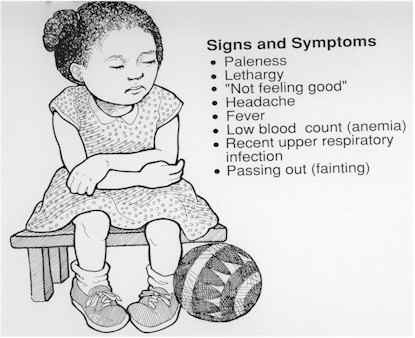 Signs and Symptoms
• Paleness
• Lethargy
• "Not feeling good"
• Headache
• Fever
• Low blood count (anemia)
• Recent upper respiratory
infection
• Passing out (fainting)